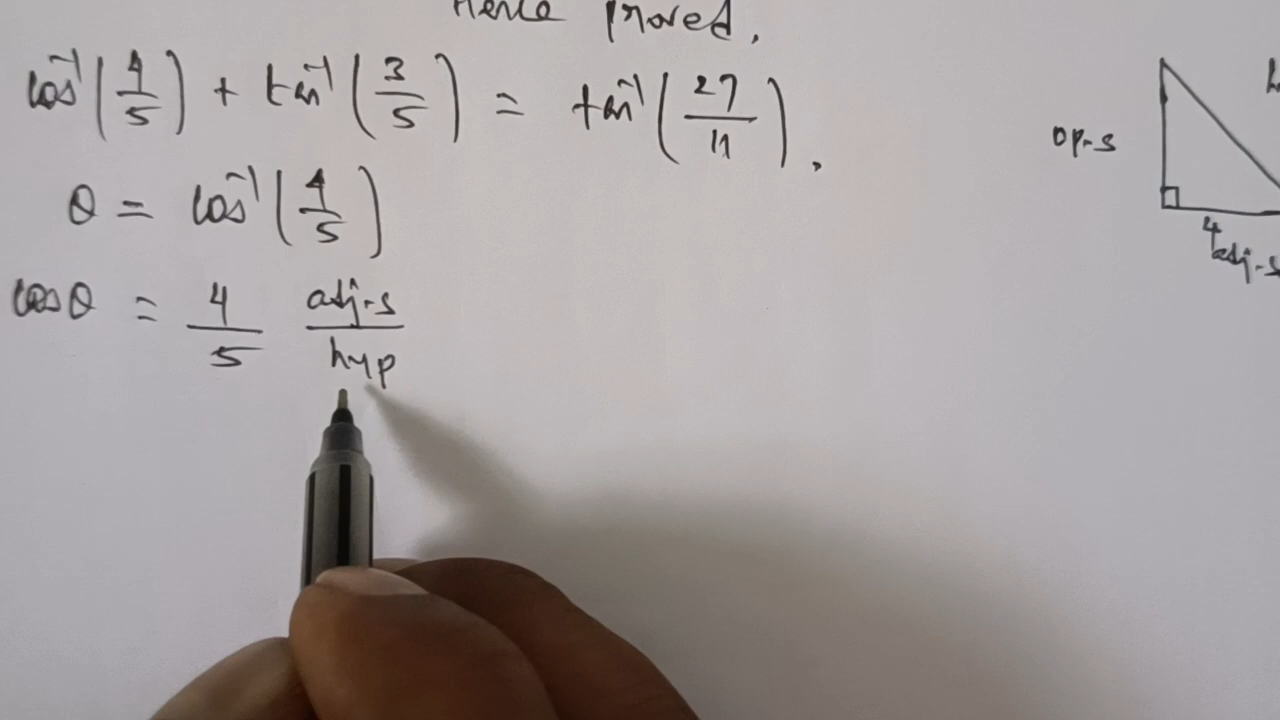 Hence proved.
cos⁻¹(4/5) + tan⁻¹(3/5) = tan⁻¹(27/11).
θ = cos⁻¹(4/5)
cosθ = 4/5 adj-s/hyp
op-s
4
adj-s